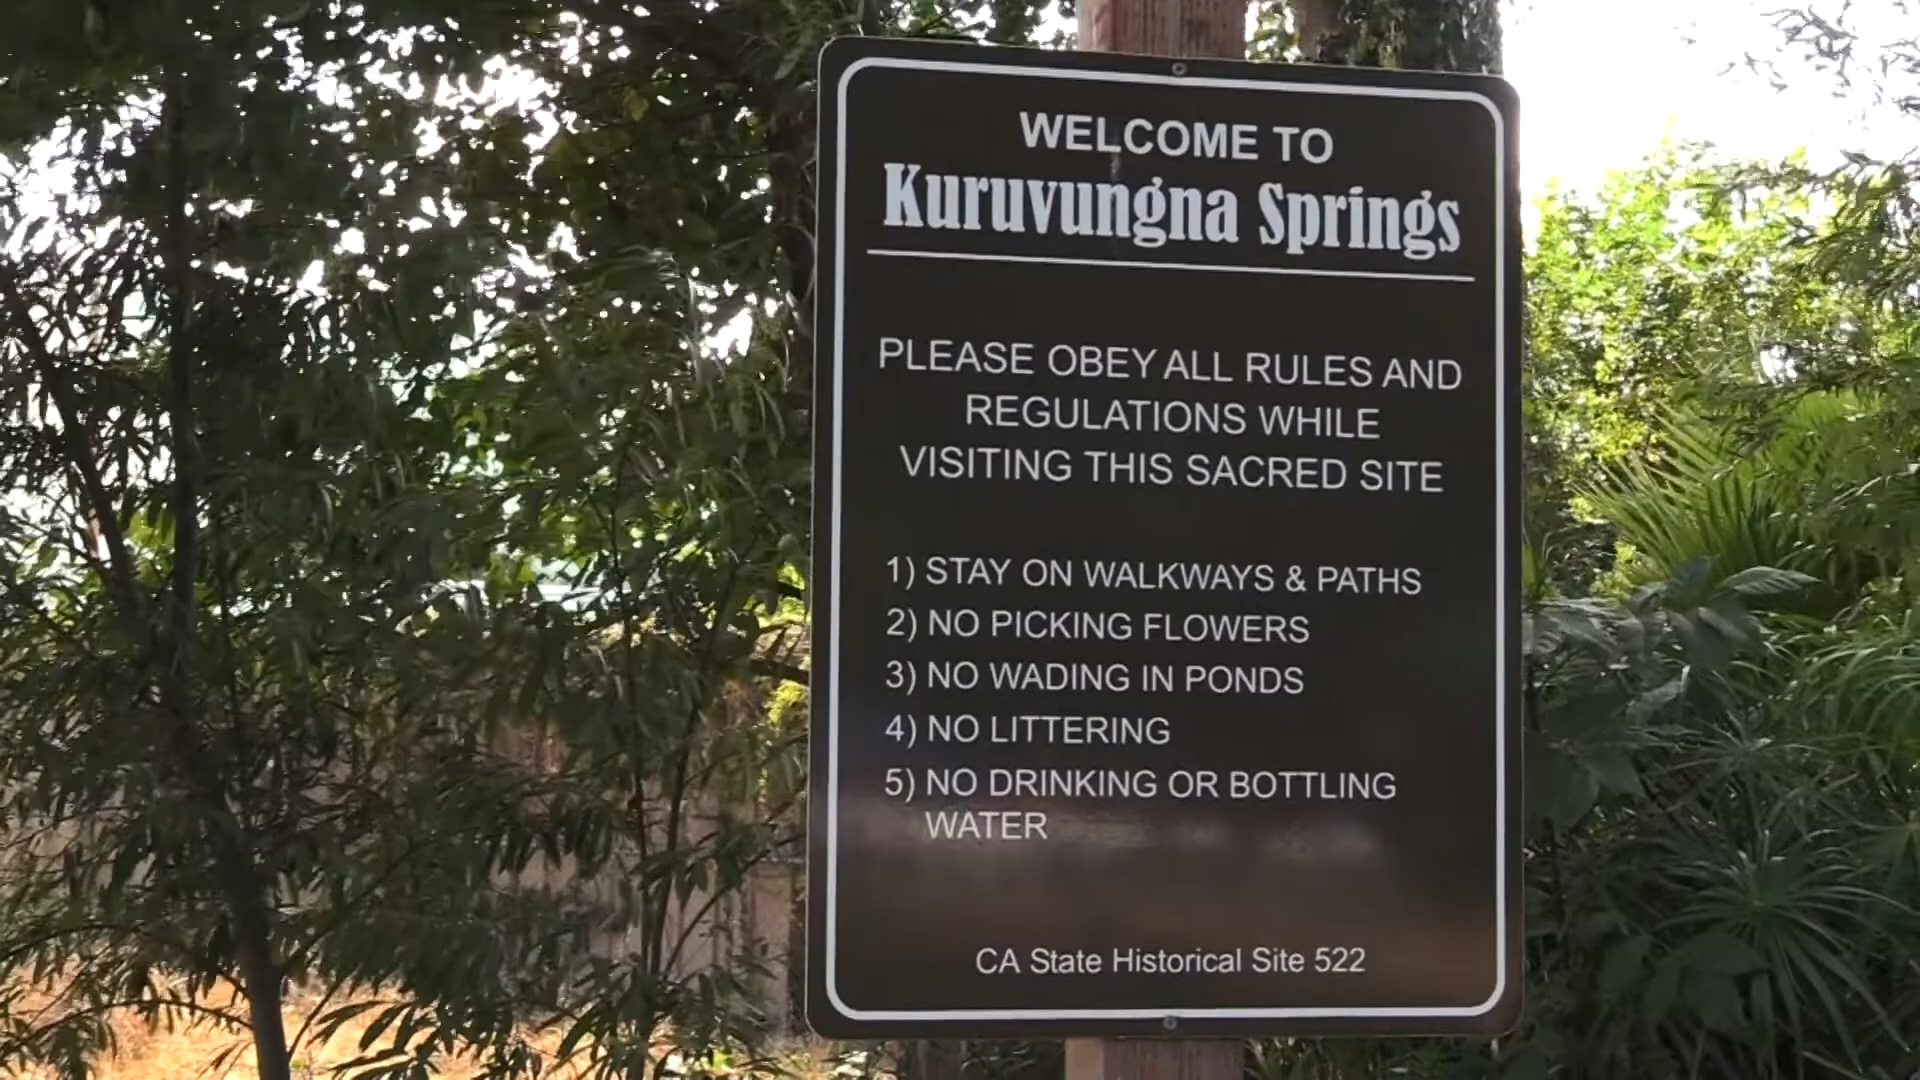 WELCOME TO
Kuruvungna Springs
PLEASE OBEY ALL RULES AND
REGULATIONS WHILE
VISITING THIS SACRED SITE
1) STAY ON WALKWAYS & PATHS
2) NO PICKING FLOWERS
3) NO WADING IN PONDS
4) NO LITTERING
5) NO DRINKING OR BOTTLING
WATER
CA State Historical Site 522